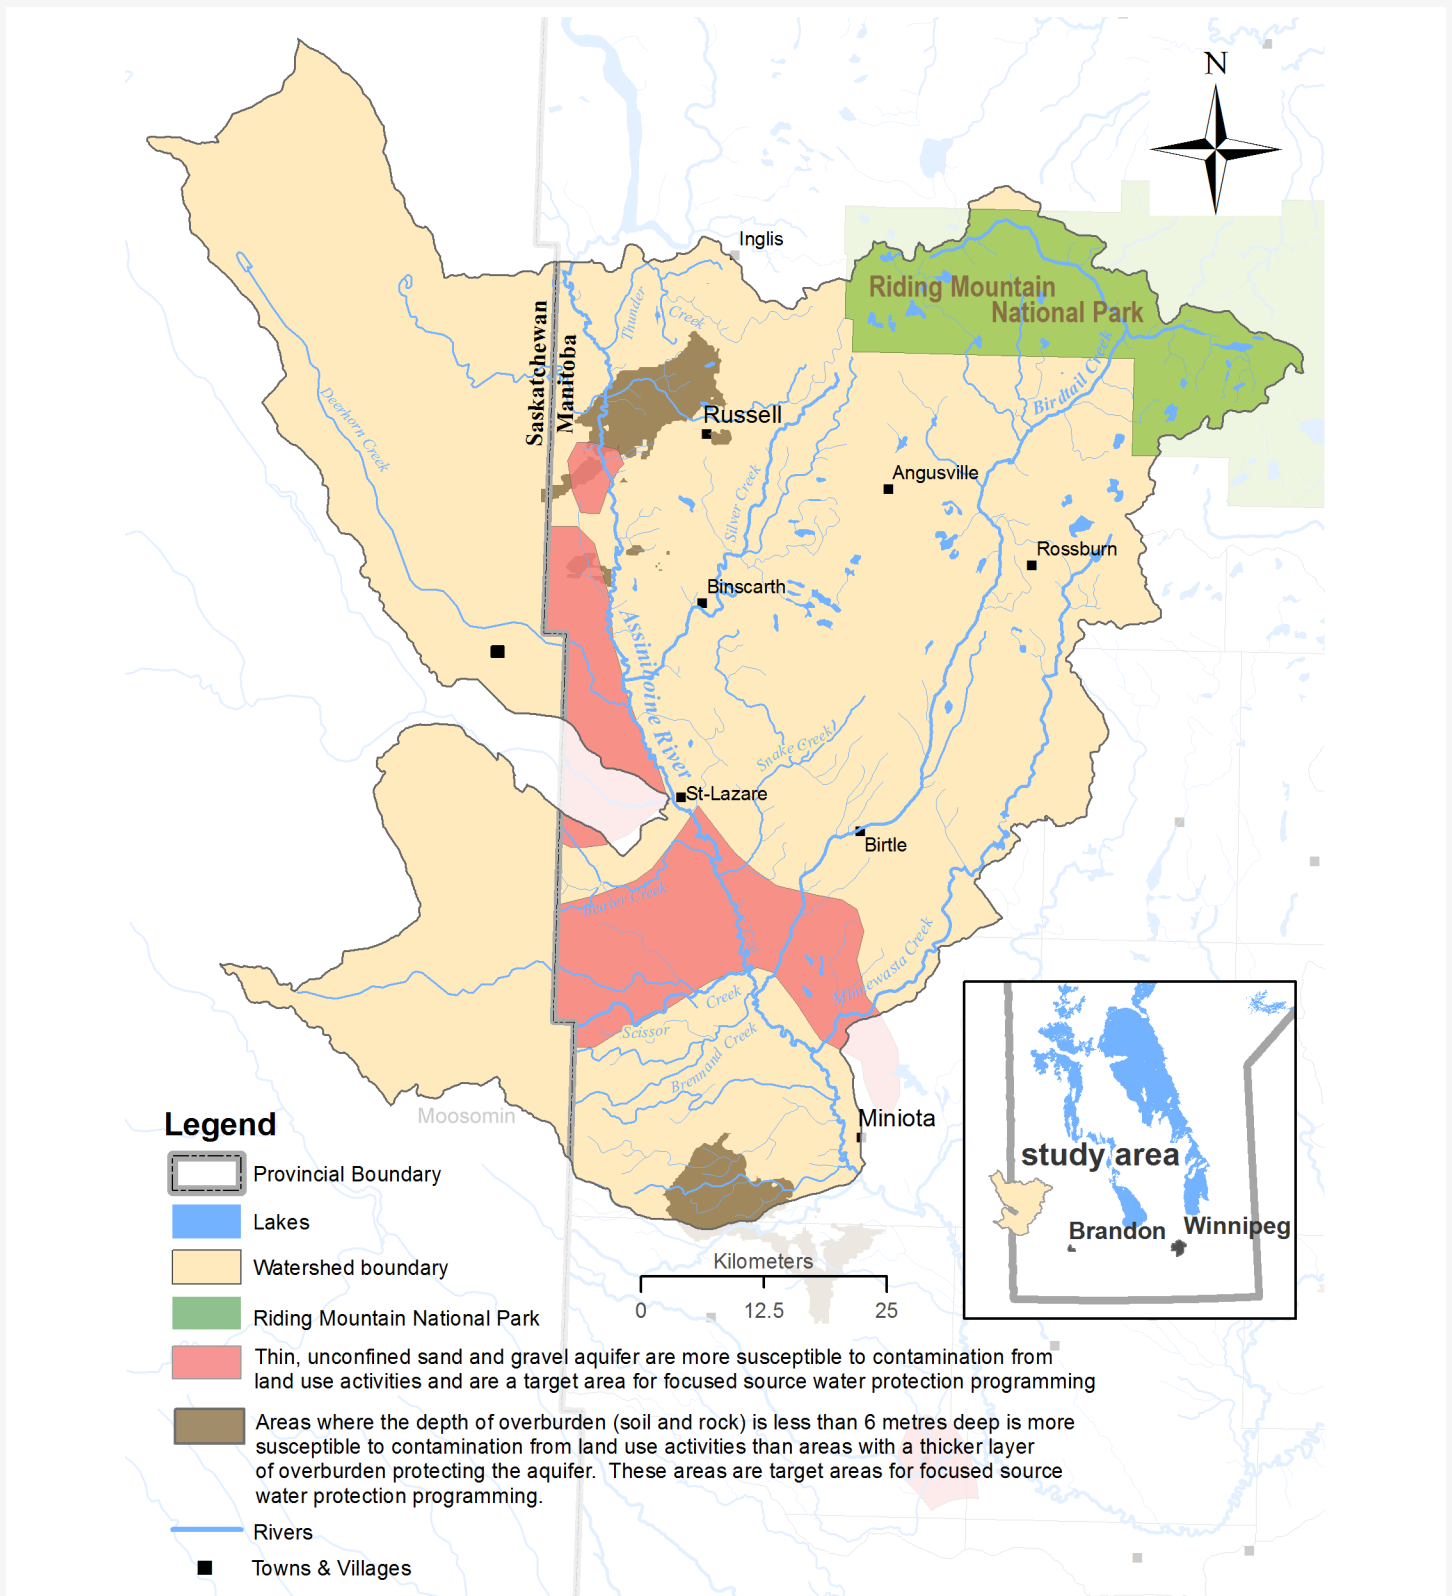 N
Inglis
Riding Mountain
National Park
Thunder
Creek
Saskatchewan
Manitoba
Birdtail Creek
Russell
Deerhorn Creek
Angusville
Silver Creek
Rossburn
Binscarth
Assiniboine River
Snake Creek
St-Lazare
Birtle
Beaver Creek
Minnewasta Creek
Creek
Scissor
Brennand Creek
Moosomin
Miniota
study area
Brandon
Winnipeg
Legend
Provincial Boundary
Lakes
Watershed boundary
Riding Mountain National Park
Thin, unconfined sand and gravel aquifer are more susceptible to contamination from
land use activities and are a target area for focused source water protection programming
Areas where the depth of overburden (soil and rock) is less than 6 metres deep is more
susceptible to contamination from land use activities than areas with a thicker layer
of overburden protecting the aquifer. These areas are target areas for focused source
water protection programming.
Rivers
Towns & Villages
Kilometers
0 12.5 25